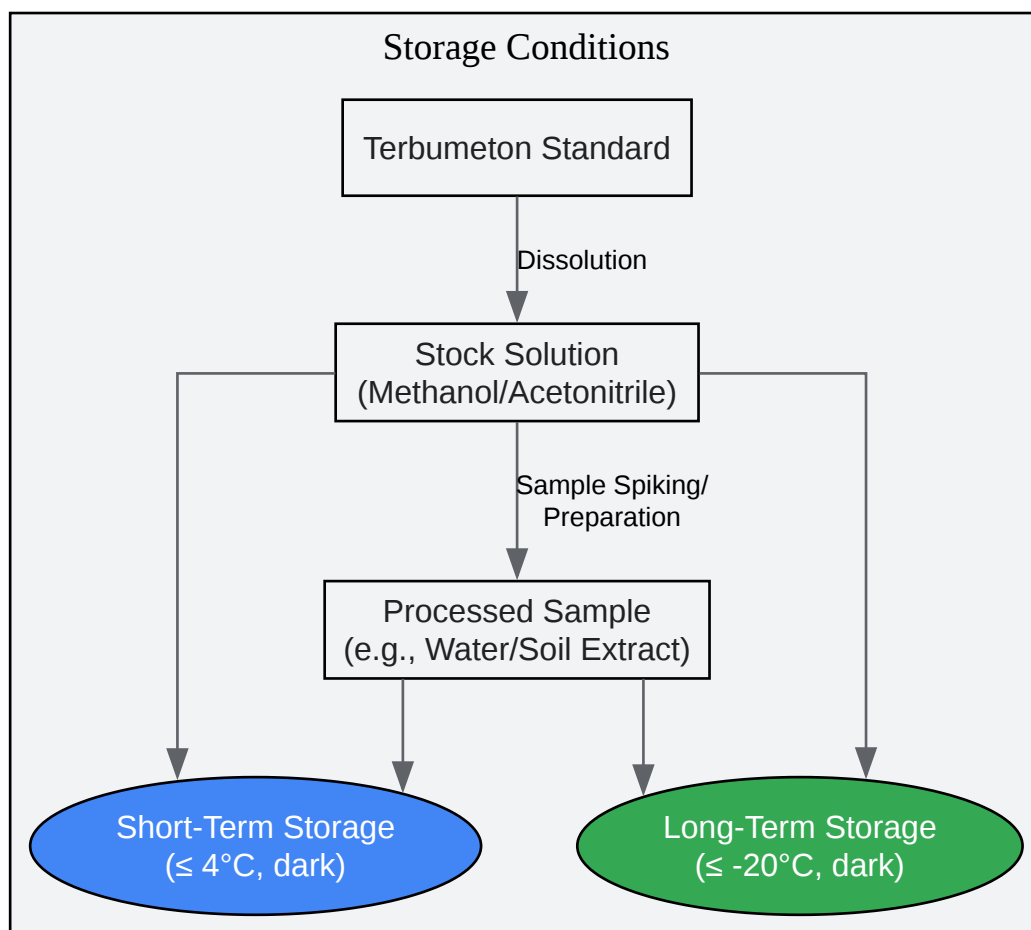 Storage Conditions
Terbumeton Standard
Dissolution
Stock Solution
(Methanol/Acetonitrile)
Sample Spiking/
Preparation
Processed Sample
(e.g., Water/Soil Extract)
Short-Term Storage
(≤ 4°C, dark)
Long-Term Storage
(≤ -20°C, dark)